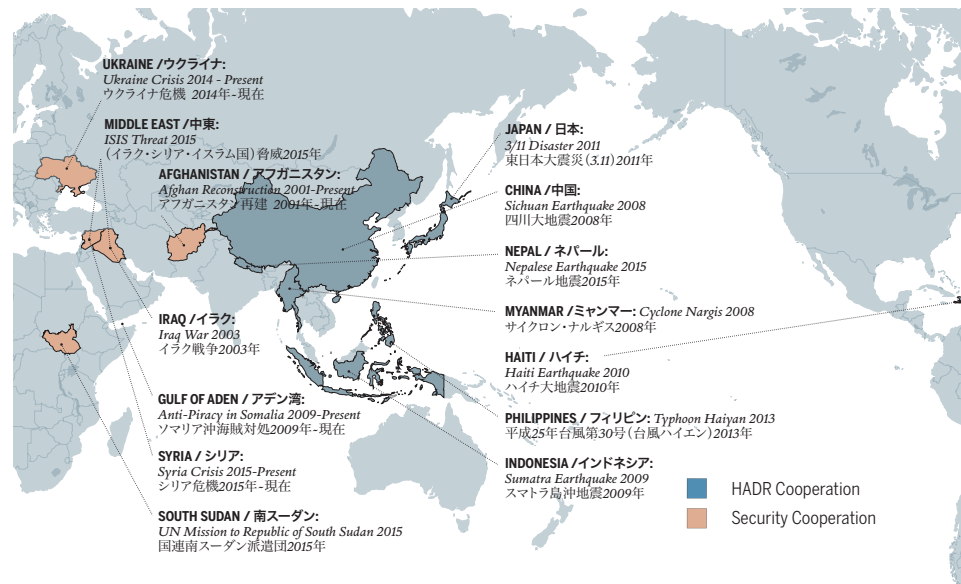 UKRAINE /ウクライナ:
Ukraine Crisis 2014 - Present
ウクライナ危機 2014年-現在
MIDDLE EAST /中東:
ISIS Threat 2015
（イラク・シリア・イスラム国）脅威2015年
AFGHANISTAN / アフガニスタン:
Afghan Reconstruction 2001-Present
アフガニスタン再建 2001年-現在
IRAQ /イラク:
Iraq War 2003
イラク戦争2003年
GULF OF ADEN / アデン湾:
Anti-Piracy in Somalia 2009-Present
ソマリア沖海賊対処2009年-現在
SYRIA / シリア:
Syria Crisis 2015-Present
シリア危機2015年-現在
SOUTH SUDAN / 南スーダン:
UN Mission to Republic of South Sudan 2015
国連南スーダン派遣団2015年
JAPAN / 日本:
3/11 Disaster 2011
東日本大震災（3.11）2011年
CHINA / 中国:
Sichuan Earthquake 2008
四川大地震2008年
NEPAL / ネパール:
Nepalese Earthquake 2015
ネパール地震2015年
MYANMAR /ミャンマー: Cyclone Nargis 2008
サイクロン・ナルギス2008年
HAITI / ハイチ:
Haiti Earthquake 2010
ハイチ大地震2010年
PHILIPPINES / フィリピン: Typhoon Haiyan 2013
平成25年台風第30号（台風ハイエン）2013年
INDONESIA /インドネシア:
Sumatra Earthquake 2009
スマトラ島沖地震2009年
HADR Cooperation
Security Cooperation